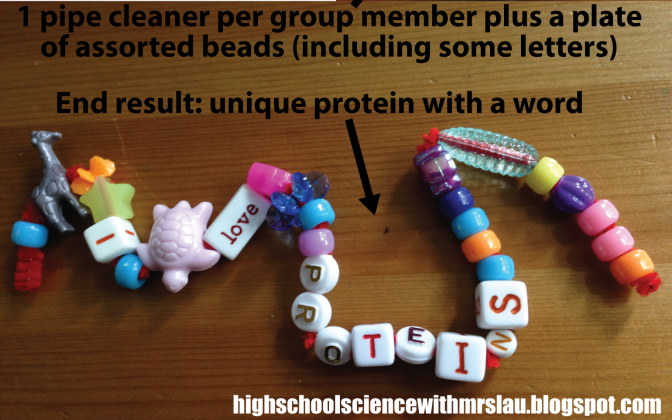 1 pipe cleaner per group member plus a plate
of assorted beads (including some letters)
End result: unique protein with a word
I
love
P
R
O
T
E
I
N
S
highschoolsciencewithmrslau.blogspot.com